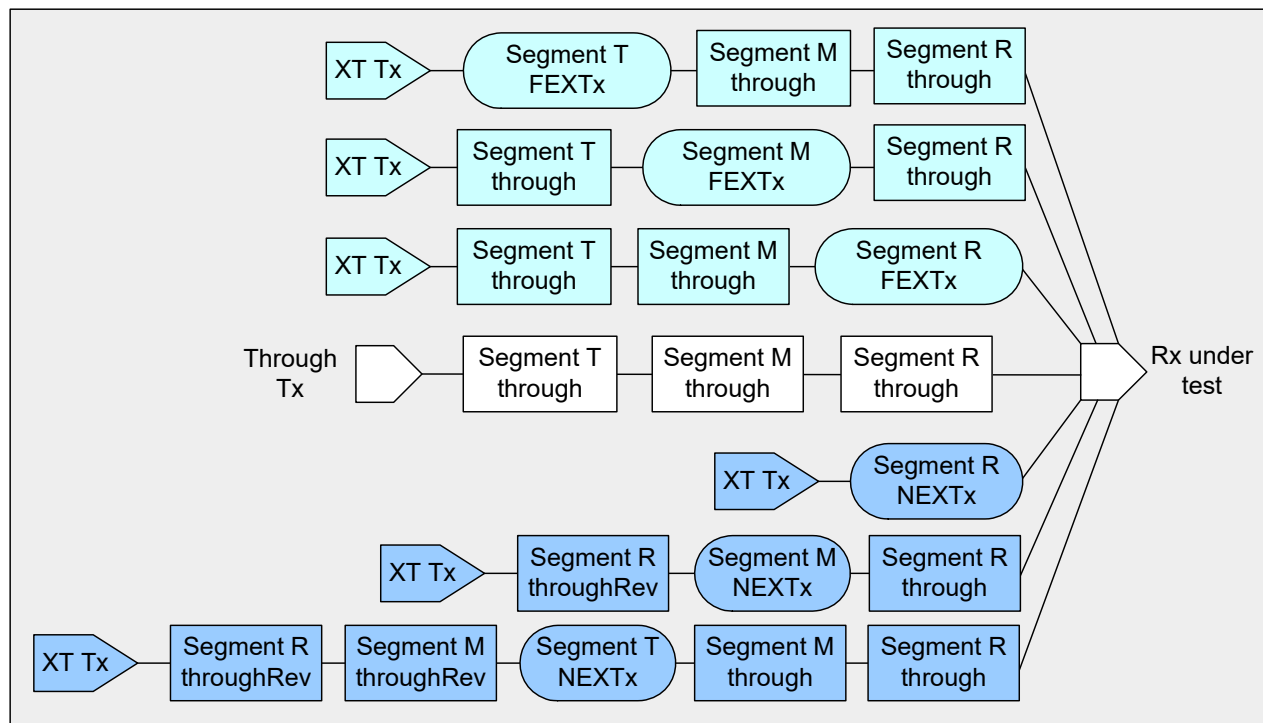 XT Tx
Segment T
FEXTx
Segment M
through
Segment R
through
XT Tx
Segment T
through
Segment M
FEXTx
Segment R
through
XT Tx
Segment T
through
Segment M
through
Segment R
FEXTx
Through
Tx
Segment T
through
Segment M
through
Segment R
through
Rx under
test
XT Tx
Segment R
NEXTx
XT Tx
Segment R
throughRev
Segment M
NEXTx
Segment R
through
XT Tx
Segment R
throughRev
Segment M
throughRev
Segment T
NEXTx
Segment M
through
Segment R
through